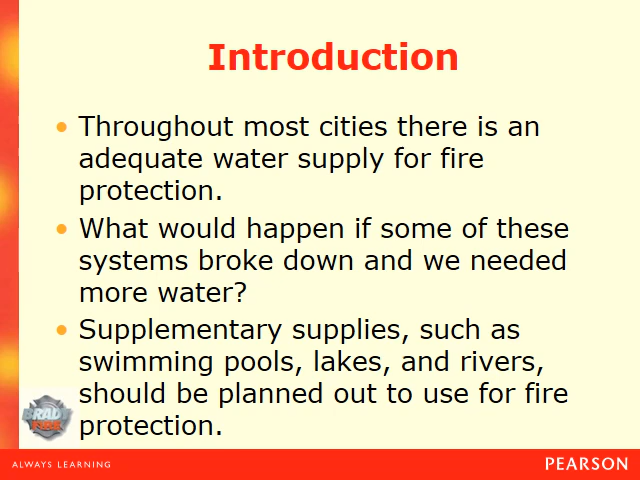 Introduction
• Throughout most cities there is an
adequate water supply for fire
protection.
• What would happen if some of these
systems broke down and we needed
more water?
• Supplementary supplies, such as
swimming pools, lakes, and rivers,
should be planned out to use for fire
protection.
BRADY
FIRE
ALWAYS LEARNING
PEARSON